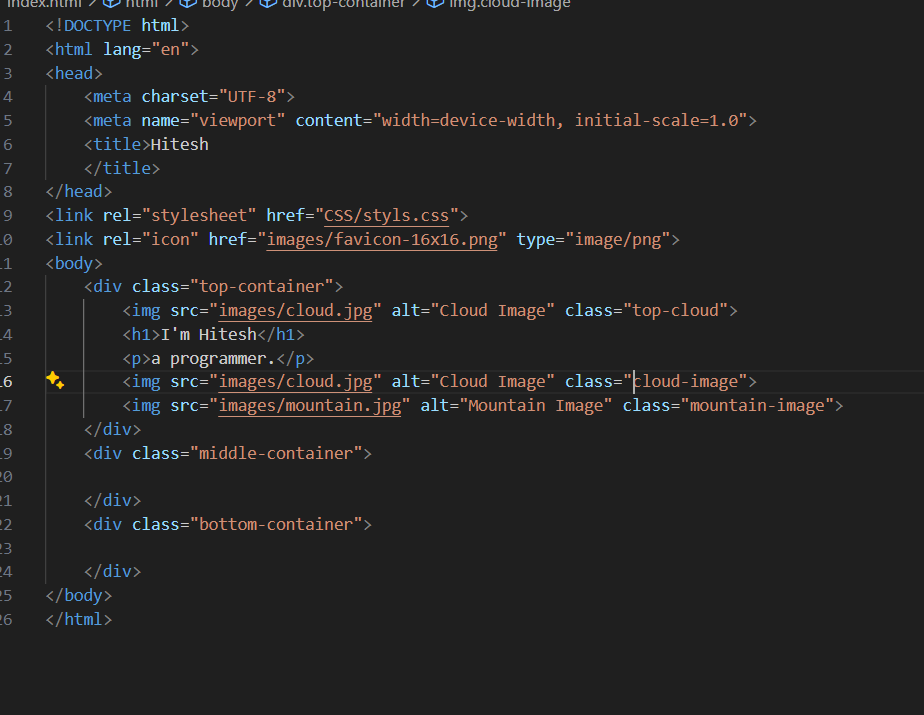 index.html > html > body > div.top-container > img.cloud-image
1 <!DOCTYPE html>
2 <html lang="en">
3 <head>
4     <meta charset="UTF-8">
5     <meta name="viewport" content="width=device-width, initial-scale=1.0">
6     <title>Hitesh
7     </title>
8 </head>
9 <link rel="stylesheet" href="CSS/styls.css">
10 <link rel="icon" href="images/favicon-16x16.png" type="image/png">
11 <body>
12     <div class="top-container">
13         <img src="images/cloud.jpg" alt="Cloud Image" class="top-cloud">
14         <h1>I'm Hitesh</h1>
15         <p>a programmer.</p>
16         <img src="images/cloud.jpg" alt="Cloud Image" class="cloud-image">
17         <img src="images/mountain.jpg" alt="Mountain Image" class="mountain-image">
18     </div>
19     <div class="middle-container">
20
21     </div>
22     <div class="bottom-container">
23
24     </div>
25 </body>
26 </html>